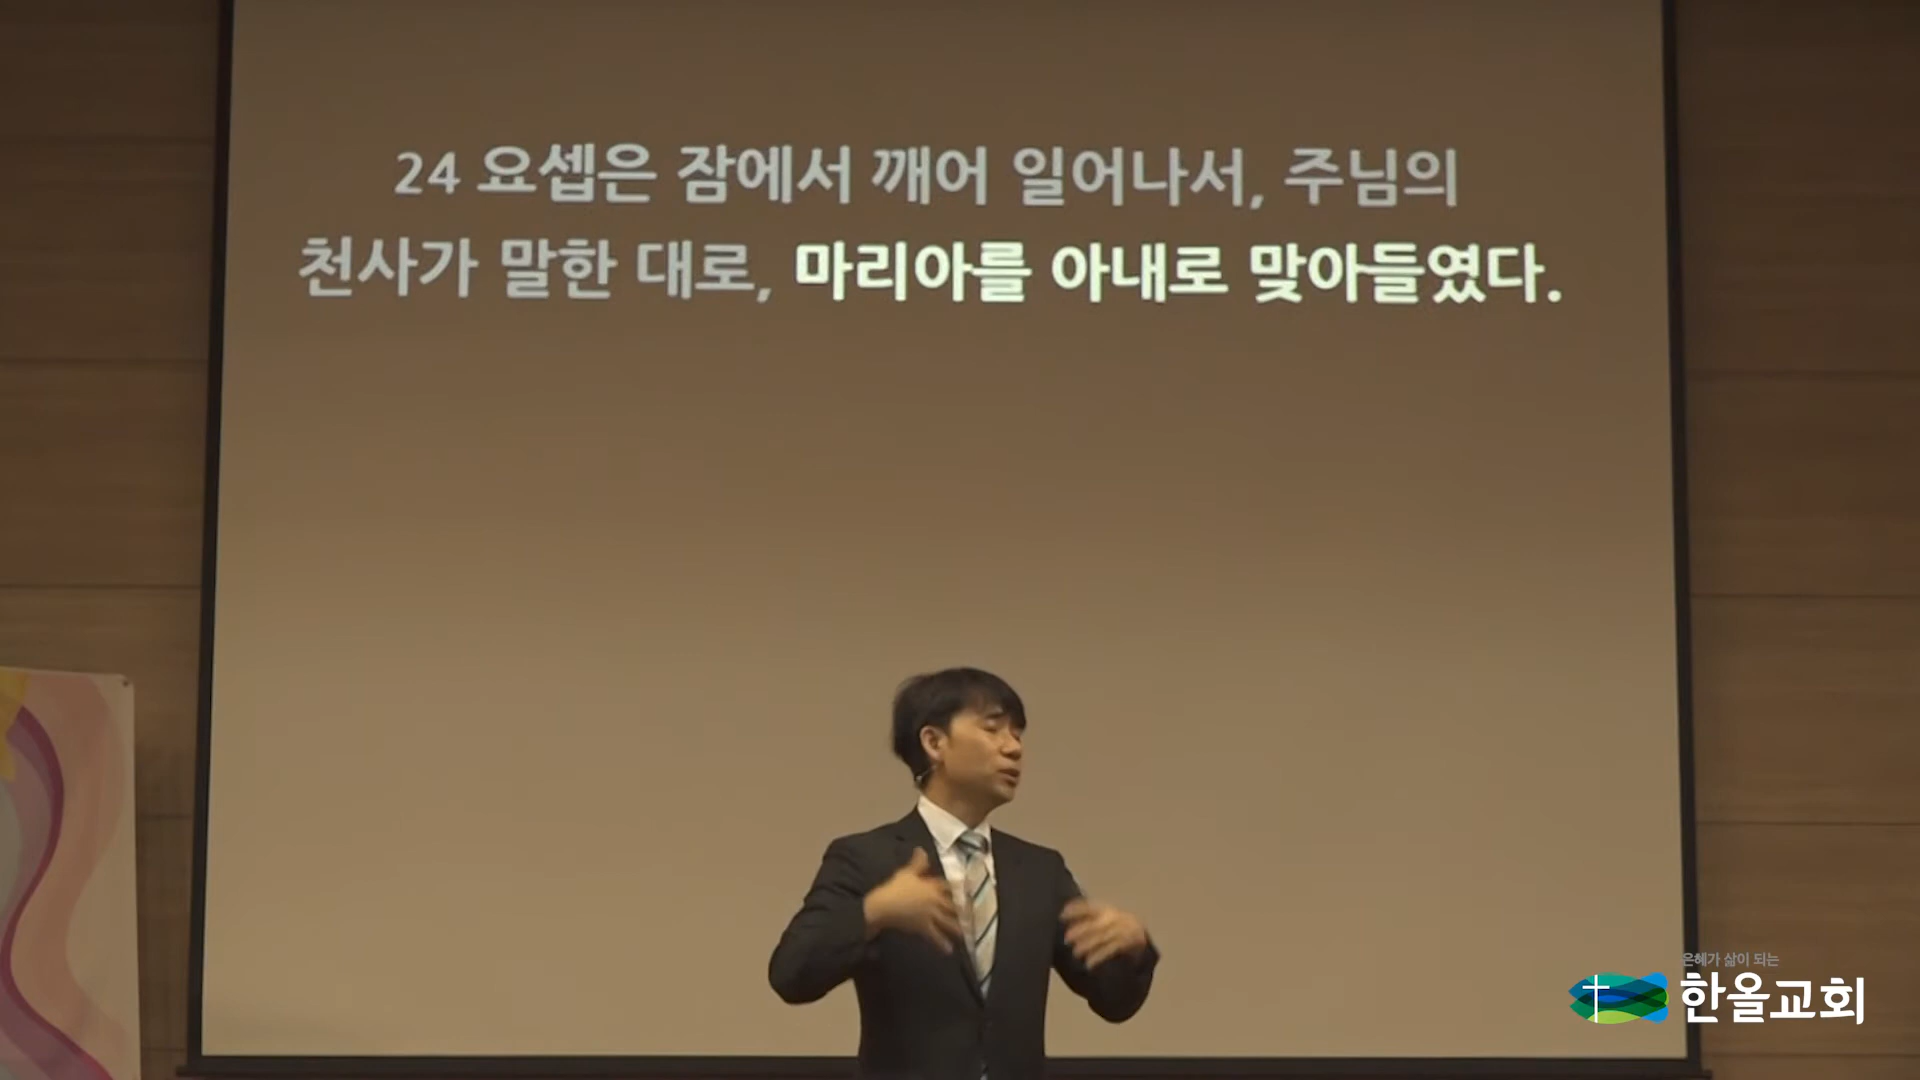 24 요셉은 잠에서 깨어 일어나서, 주님의
천사가 말한 대로, 마리아를 아내로 맞아들였다.
은혜가 삶이 되는
한올교회